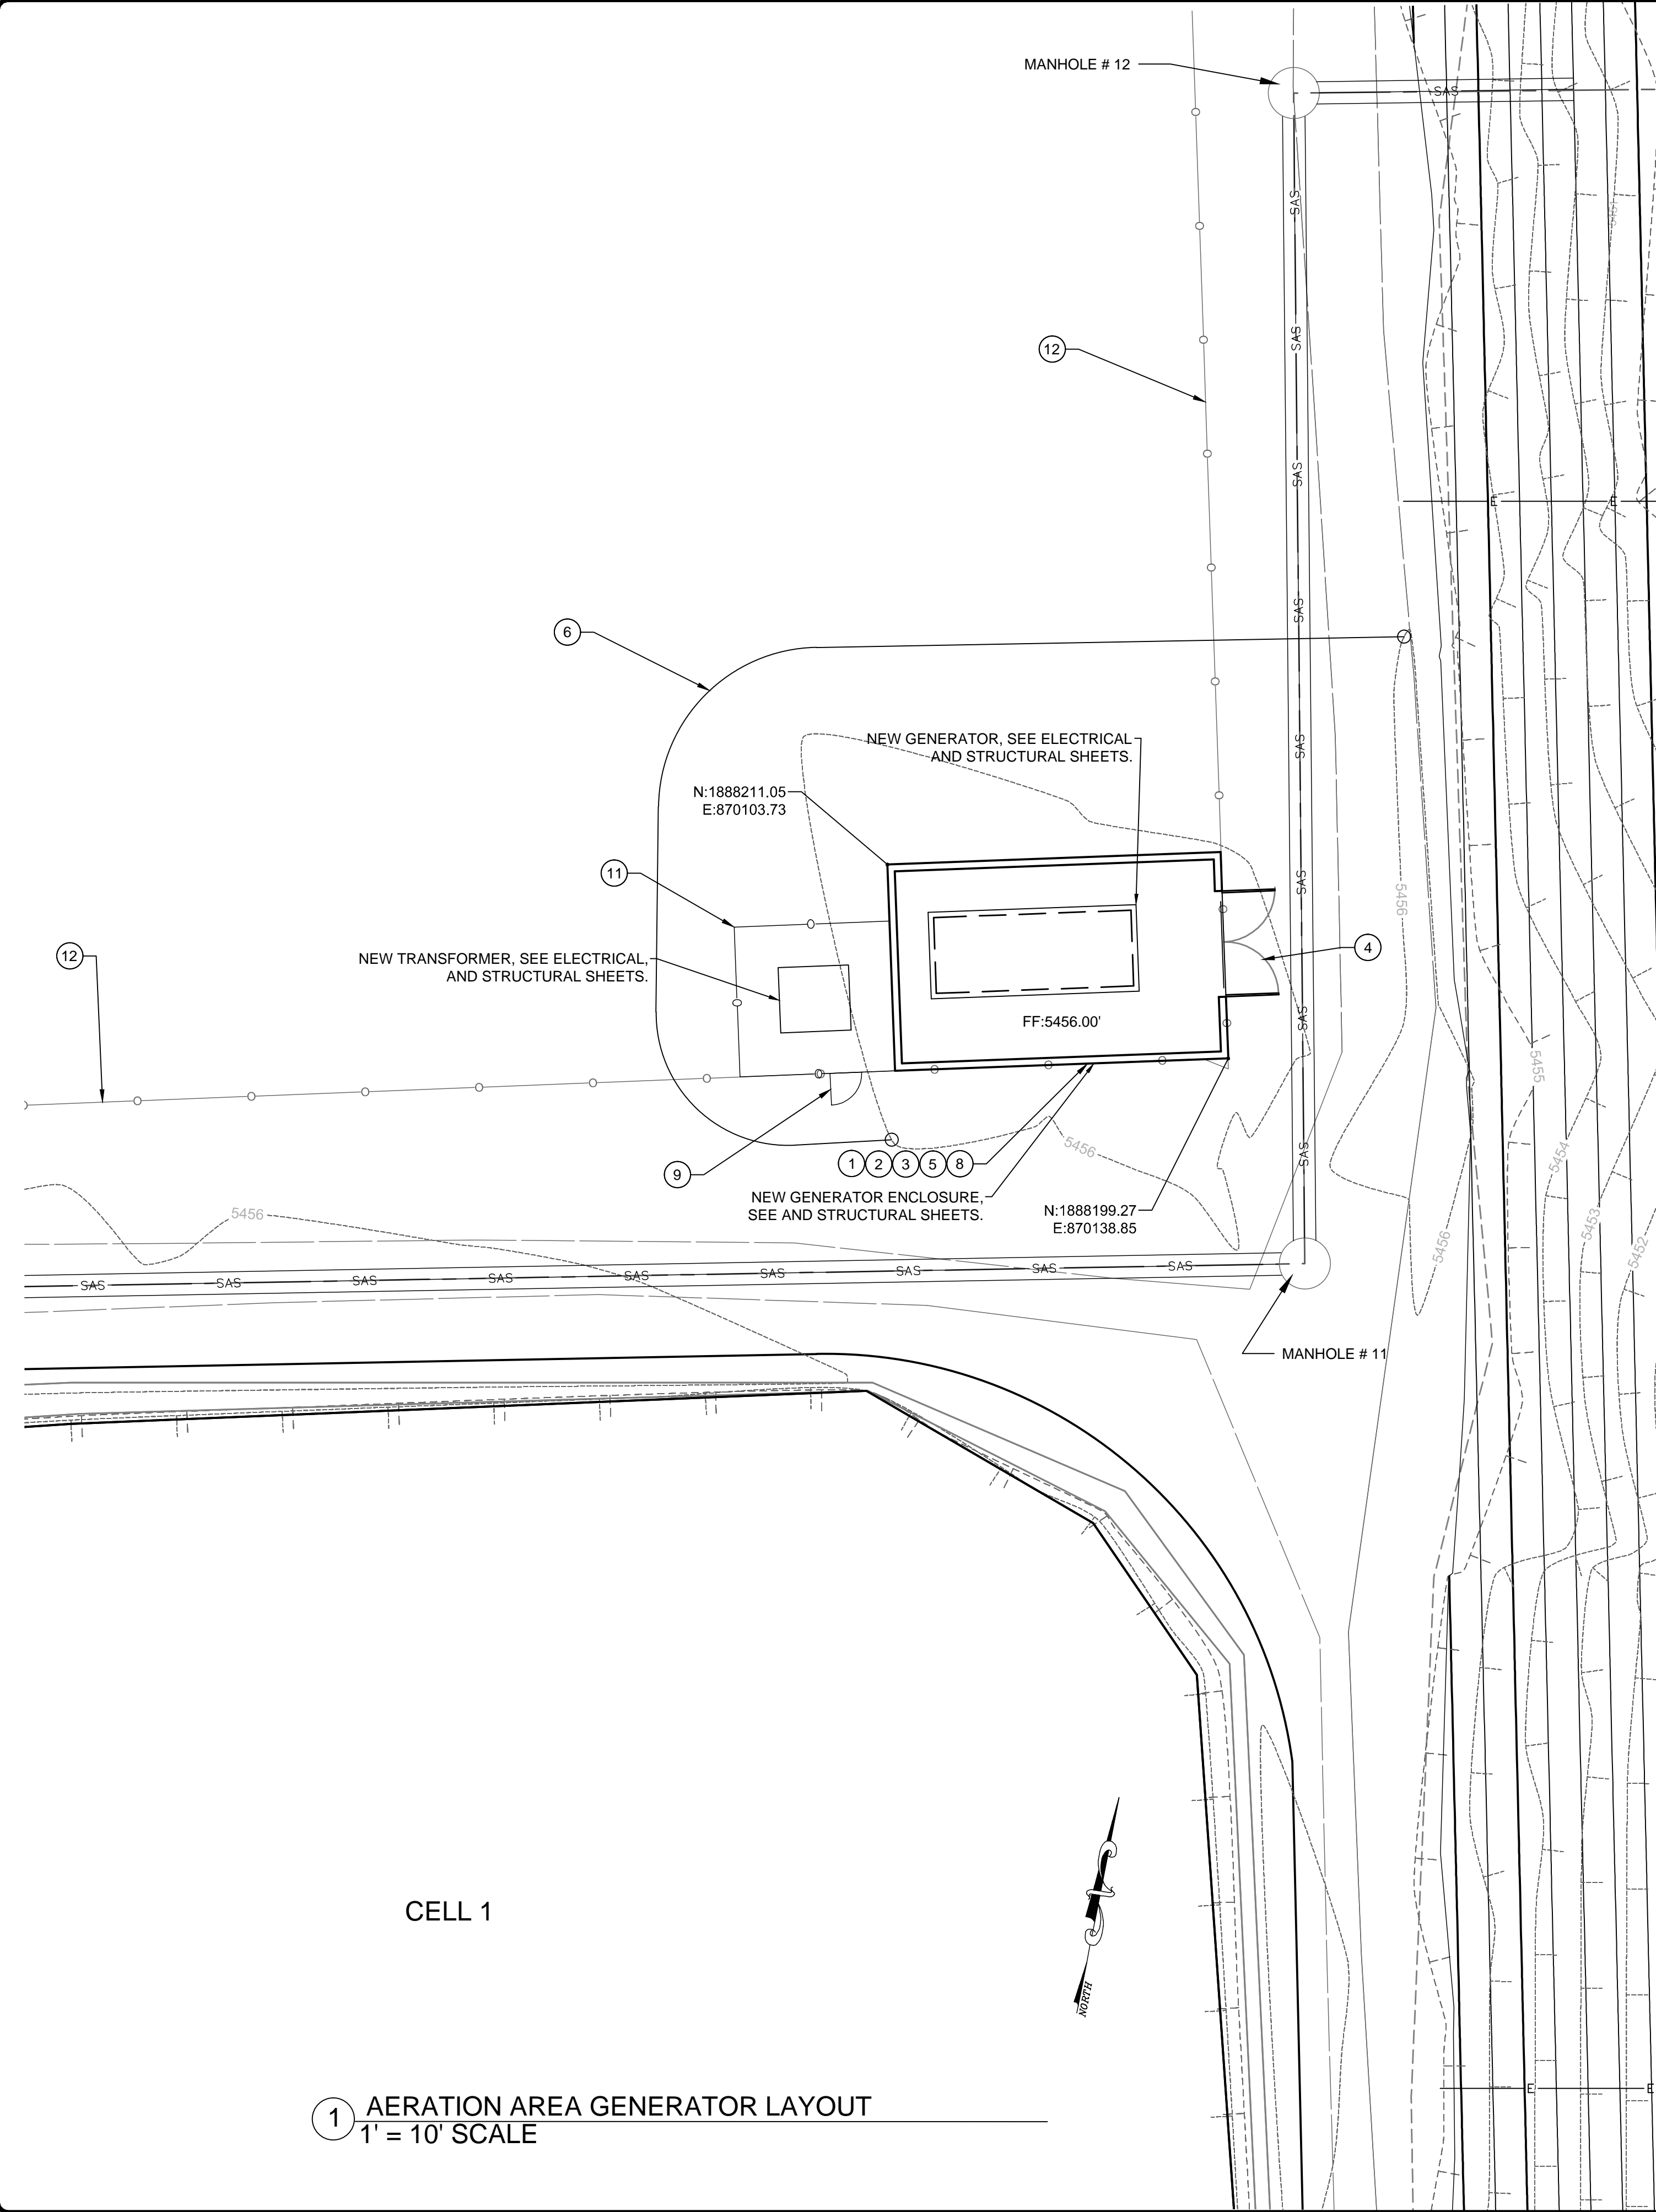 MANHOLE # 12
SAS
SAS
5451
SAS
12
SAS
E
E
SAS
6
SAS
NEW GENERATOR, SEE ELECTRICAL
AND STRUCTURAL SHEETS.
N:1888211.05
E:870103.73
11
SAS
5456
12
NEW TRANSFORMER, SEE ELECTRICAL,
AND STRUCTURAL SHEETS.
4
FF:5456.00'
SAS
5455
5456
SAS
5454
1 2 3 5 8
9
NEW GENERATOR ENCLOSURE,
SEE AND STRUCTURAL SHEETS.
N:1888199.27
E:870138.85
5456
5456
5453
5452
SAS SAS SAS SAS SAS SAS SAS SAS SAS
MANHOLE # 11
CELL 1
NORTH
E
E
1 AERATION AREA GENERATOR LAYOUT
1' = 10' SCALE